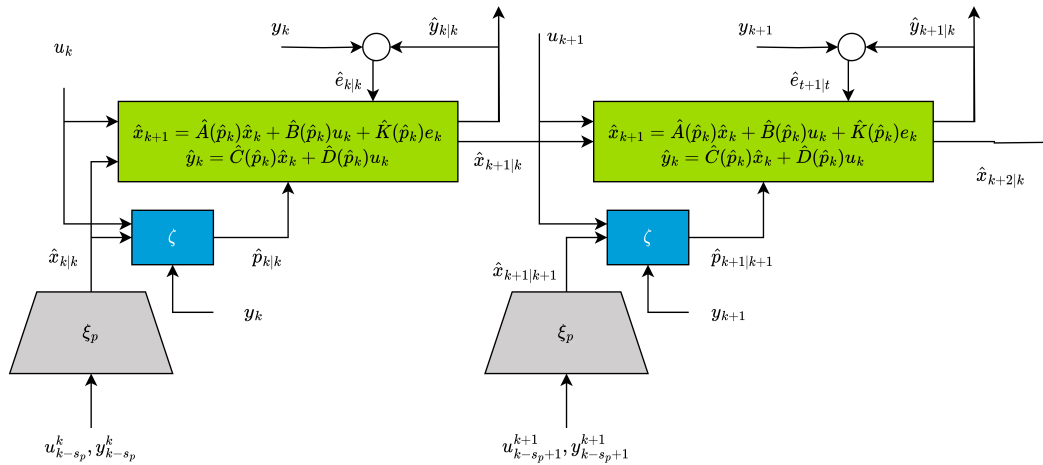 y_k
ŷ_{k|k}
y_{k+1}
ŷ_{k+1|k}
u_k
u_{k+1}
ê_{k|k}
ê_{t+1|t}
x̂_{k+1} = Â(p̂_k)x̂_k + B̂(p̂_k)u_k + K̂(p̂_k)e_k
ŷ_k = Ĉ(p̂_k)x̂_k + D̂(p̂_k)u_k
x̂_{k+1} = Â(p̂_k)x̂_k + B̂(p̂_k)u_k + K̂(p̂_k)e_k
ŷ_k = Ĉ(p̂_k)x̂_k + D̂(p̂_k)u_k
x̂_{k+1|k}
x̂_{k+2|k}
ζ
ζ
x̂_{k|k}
p̂_{k|k}
x̂_{k+1|k+1}
p̂_{k+1|k+1}
y_k
y_{k+1}
ξ_p
ξ_p
u^k_{k-s_p}, y^k_{k-s_p}
u^{k+1}_{k-s_p+1}, y^{k+1}_{k-s_p+1}